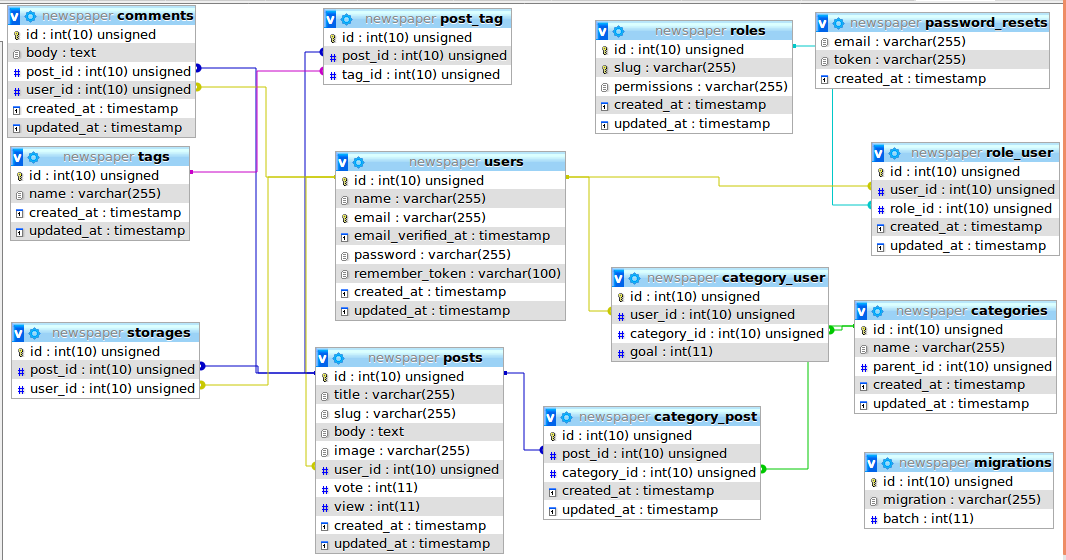 newspaper comments
id : int(10) unsigned
body : text
post_id : int(10) unsigned
user_id : int(10) unsigned
created_at : timestamp
updated_at : timestamp
newspaper post_tag
id : int(10) unsigned
post_id : int(10) unsigned
tag_id : int(10) unsigned
newspaper roles
id : int(10) unsigned
slug : varchar(255)
permissions : varchar(255)
created_at : timestamp
updated_at : timestamp
newspaper password_resets
email : varchar(255)
token : varchar(255)
created_at : timestamp
newspaper tags
id : int(10) unsigned
name : varchar(255)
created_at : timestamp
updated_at : timestamp
newspaper users
id : int(10) unsigned
name : varchar(255)
email : varchar(255)
email_verified_at : timestamp
password : varchar(255)
remember_token : varchar(100)
created_at : timestamp
updated_at : timestamp
newspaper role_user
id : int(10) unsigned
user_id : int(10) unsigned
role_id : int(10) unsigned
created_at : timestamp
updated_at : timestamp
newspaper category_user
id : int(10) unsigned
user_id : int(10) unsigned
category_id : int(10) unsigned
goal : int(11)
newspaper categories
id : int(10) unsigned
name : varchar(255)
parent_id : int(10) unsigned
created_at : timestamp
updated_at : timestamp
newspaper storages
id : int(10) unsigned
post_id : int(10) unsigned
user_id : int(10) unsigned
newspaper posts
id : int(10) unsigned
title : varchar(255)
slug : varchar(255)
body : text
image : varchar(255)
user_id : int(10) unsigned
vote : int(11)
view : int(11)
created_at : timestamp
updated_at : timestamp
newspaper category_post
id : int(10) unsigned
post_id : int(10) unsigned
category_id : int(10) unsigned
created_at : timestamp
updated_at : timestamp
newspaper migrations
id : int(10) unsigned
migration : varchar(255)
batch : int(11)